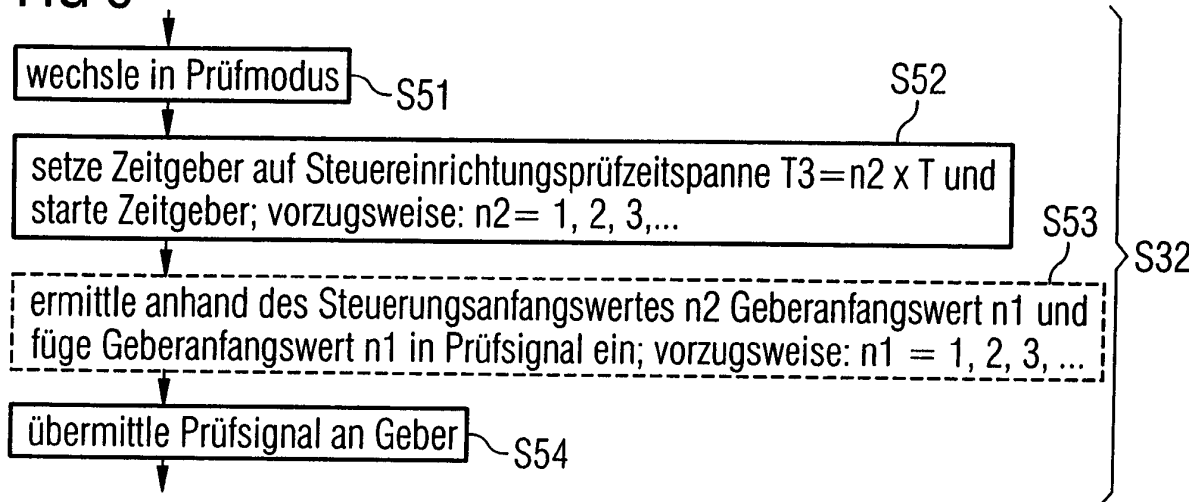 wechsle in Prüfmodus
S51
S52
setze Zeitgeber auf Steuereinrichtungsprüfzeitspanne T3=n2 x T und
starte Zeitgeber; vorzugsweise: n2= 1, 2, 3,...
S53
S32
ermittle anhand des Steuerungsanfangswertes n2 Geberanfangswert n1 und
füge Geberanfangswert n1 in Prüfsignal ein; vorzugsweise: n1 = 1, 2, 3, ...
übermittle Prüfsignal an Geber
S54